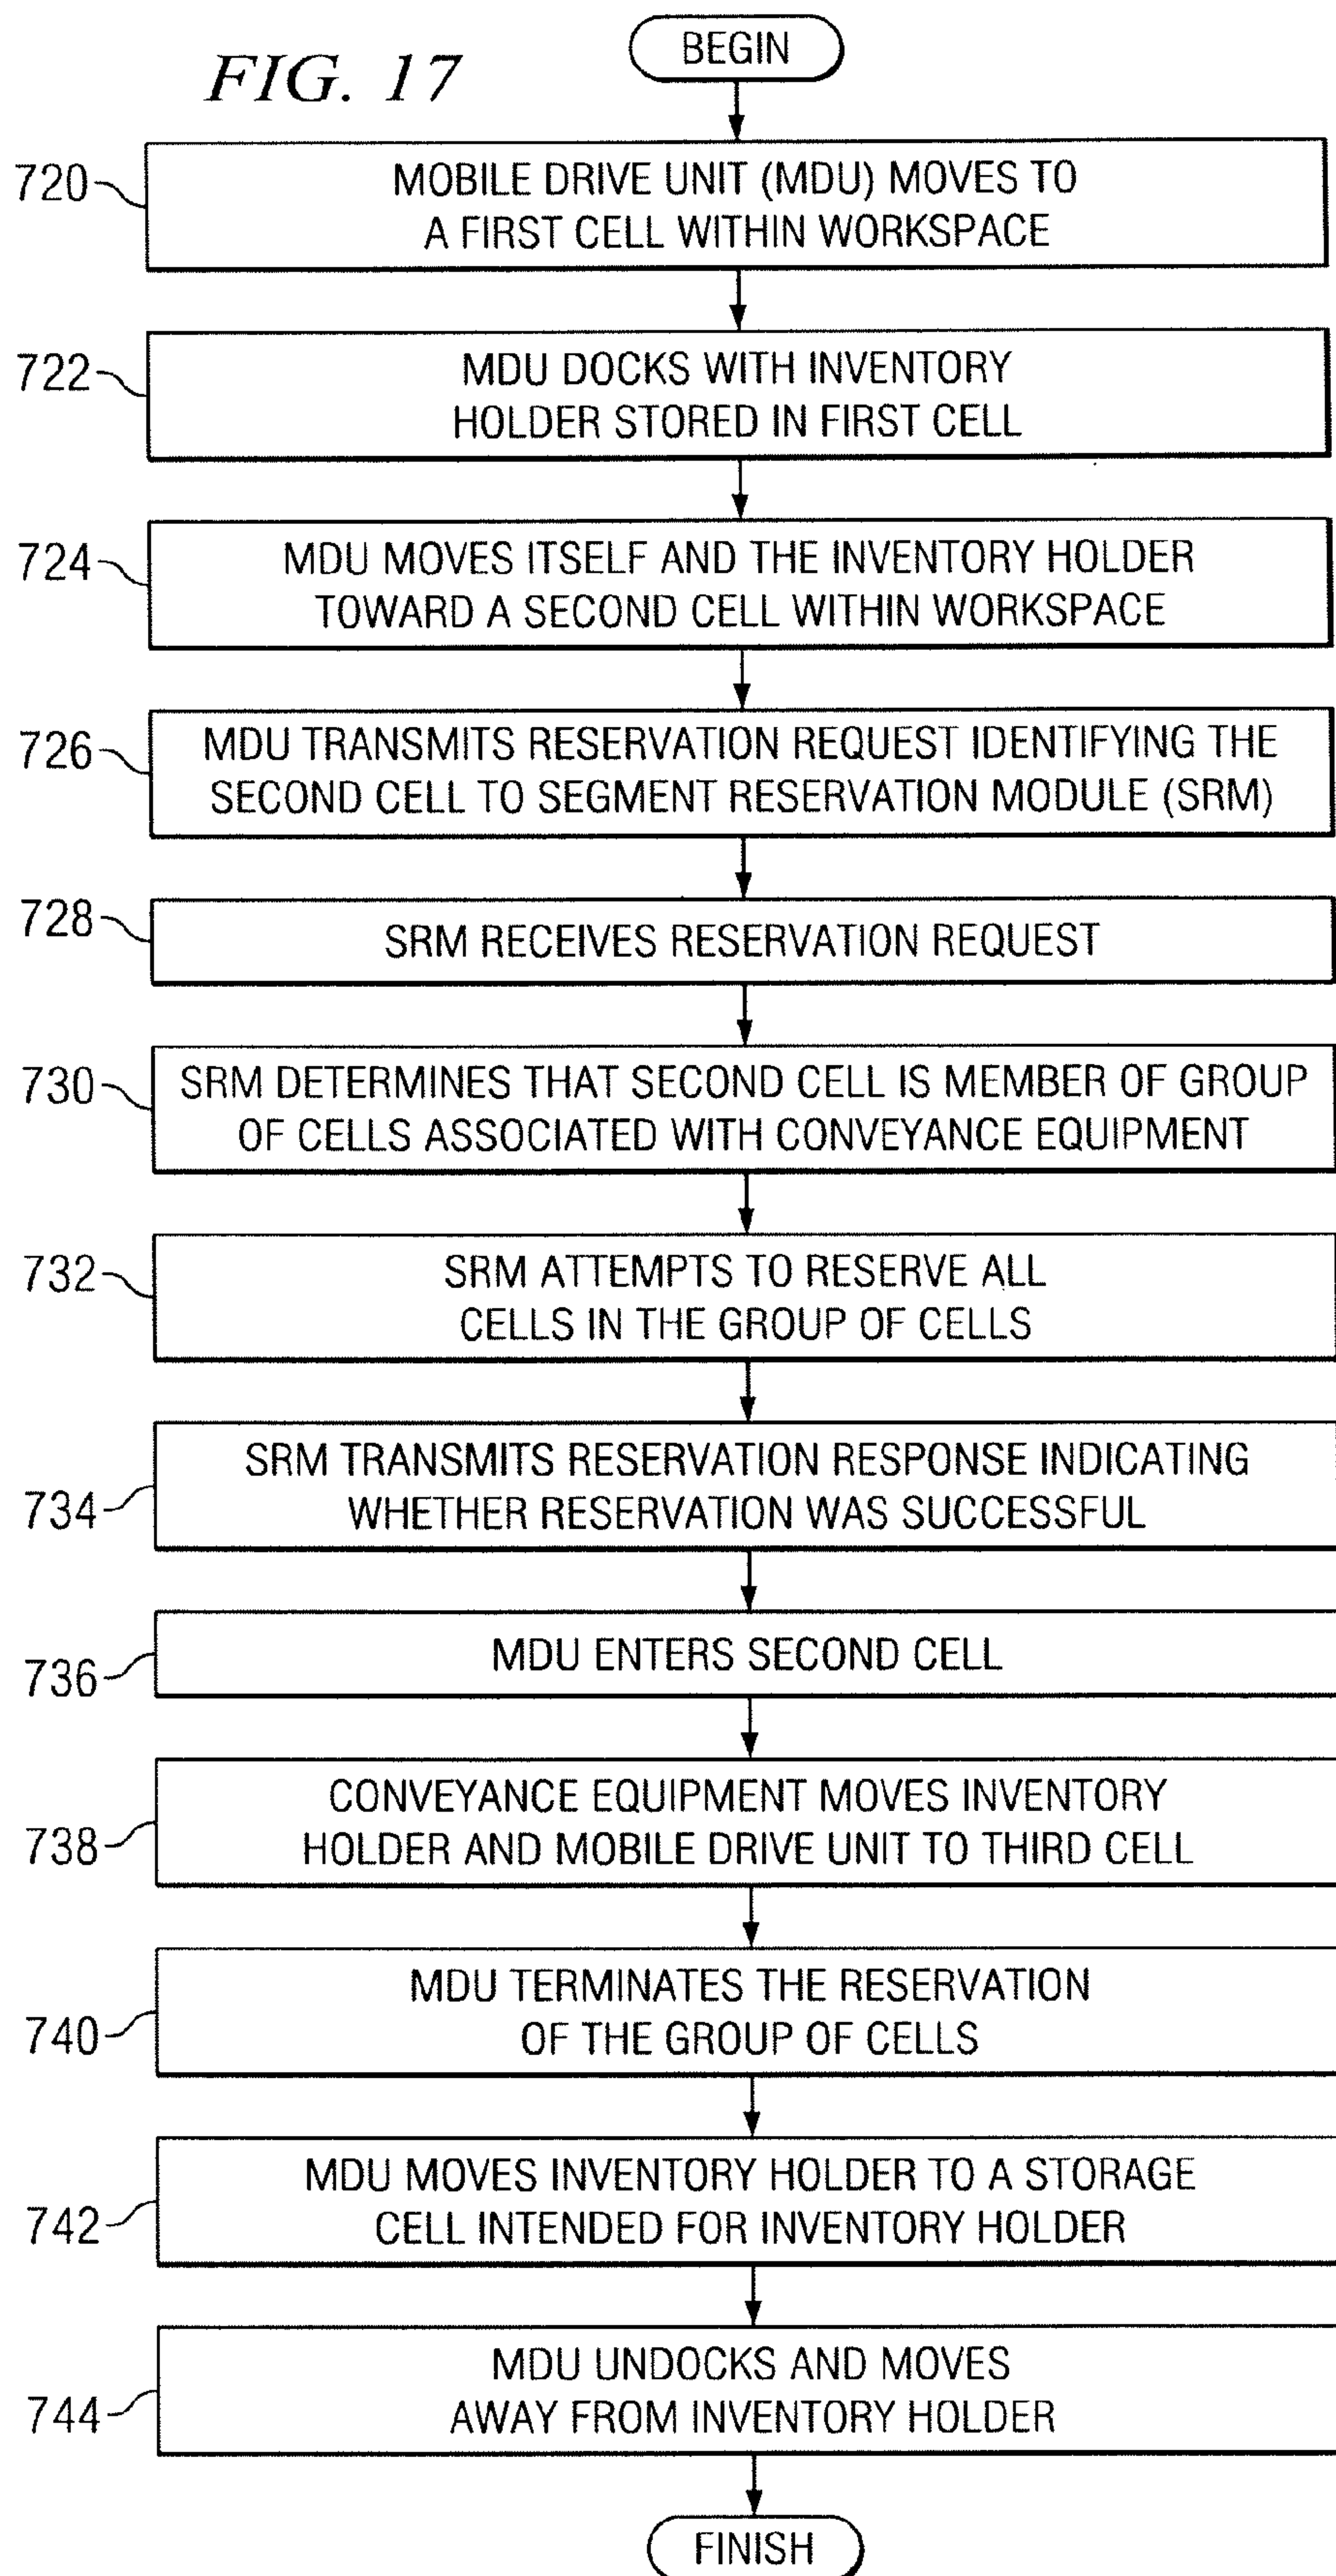 FIG. 17
BEGIN
720
MOBILE DRIVE UNIT (MDU) MOVES TO
A FIRST CELL WITHIN WORKSPACE
722
MDU DOCKS WITH INVENTORY
HOLDER STORED IN FIRST CELL
724
MDU MOVES ITSELF AND THE INVENTORY HOLDER
TOWARD A SECOND CELL WITHIN WORKSPACE
726
MDU TRANSMITS RESERVATION REQUEST IDENTIFYING THE
SECOND CELL TO SEGMENT RESERVATION MODULE (SRM)
728
SRM RECEIVES RESERVATION REQUEST
730
SRM DETERMINES THAT SECOND CELL IS MEMBER OF GROUP
OF CELLS ASSOCIATED WITH CONVEYANCE EQUIPMENT
732
SRM ATTEMPTS TO RESERVE ALL
CELLS IN THE GROUP OF CELLS
734
SRM TRANSMITS RESERVATION RESPONSE INDICATING
WHETHER RESERVATION WAS SUCCESSFUL
736
MDU ENTERS SECOND CELL
738
CONVEYANCE EQUIPMENT MOVES INVENTORY
HOLDER AND MOBILE DRIVE UNIT TO THIRD CELL
740
MDU TERMINATES THE RESERVATION
OF THE GROUP OF CELLS
742
MDU MOVES INVENTORY HOLDER TO A STORAGE
CELL INTENDED FOR INVENTORY HOLDER
744
MDU UNDOCKS AND MOVES
AWAY FROM INVENTORY HOLDER
FINISH